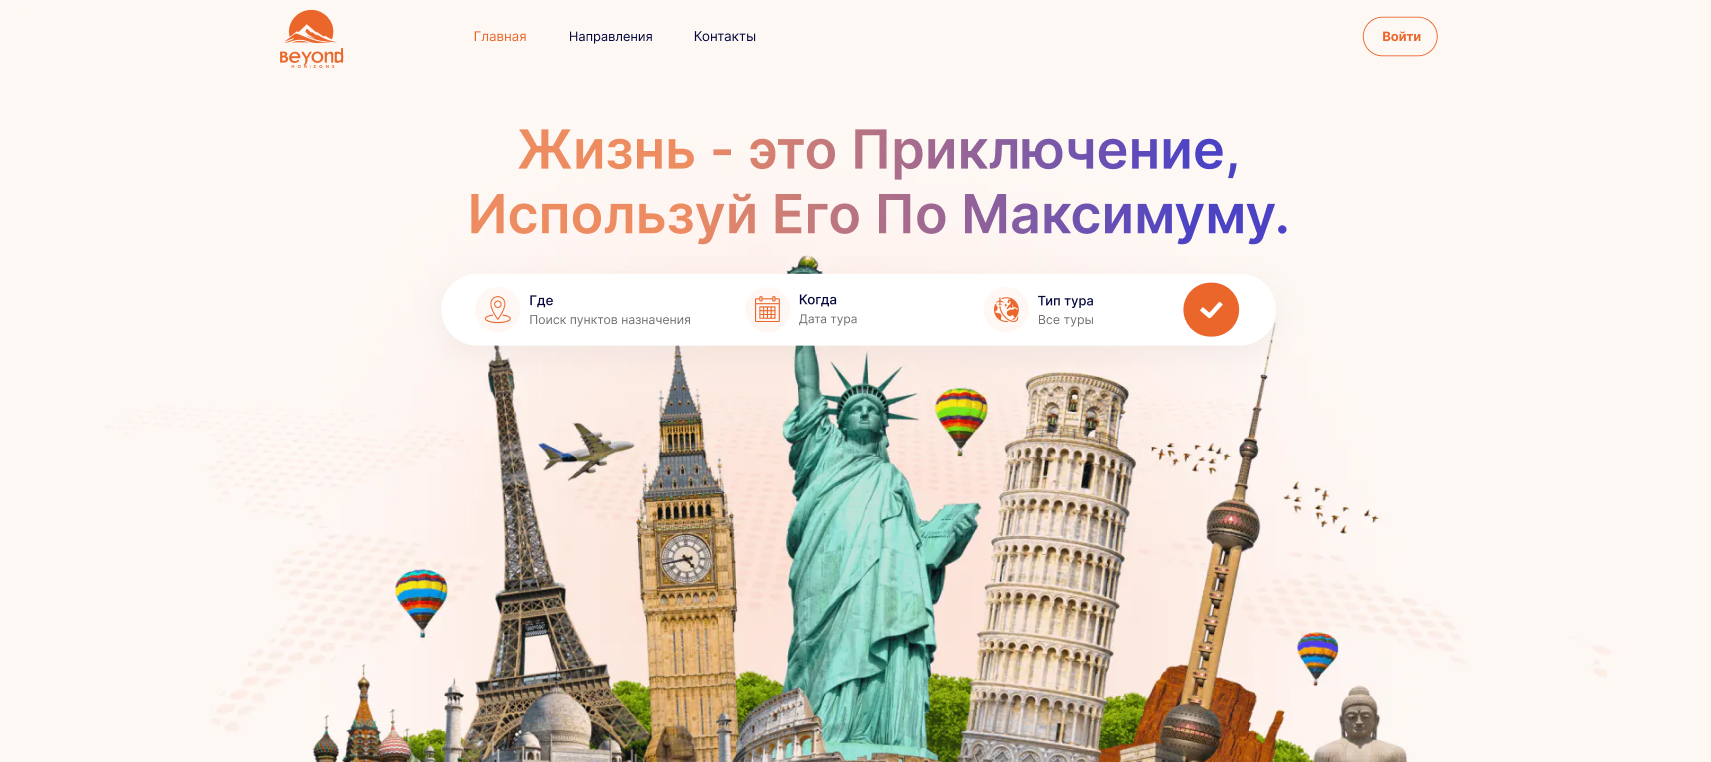 Beyond
HORIZONS
Главная
Направления
Контакты
Войти
Жизнь - это Приключение,
Используй Его По Максимуму.
Где
Поиск пунктов назначения
Когда
Дата тура
Тип тура
Все туры